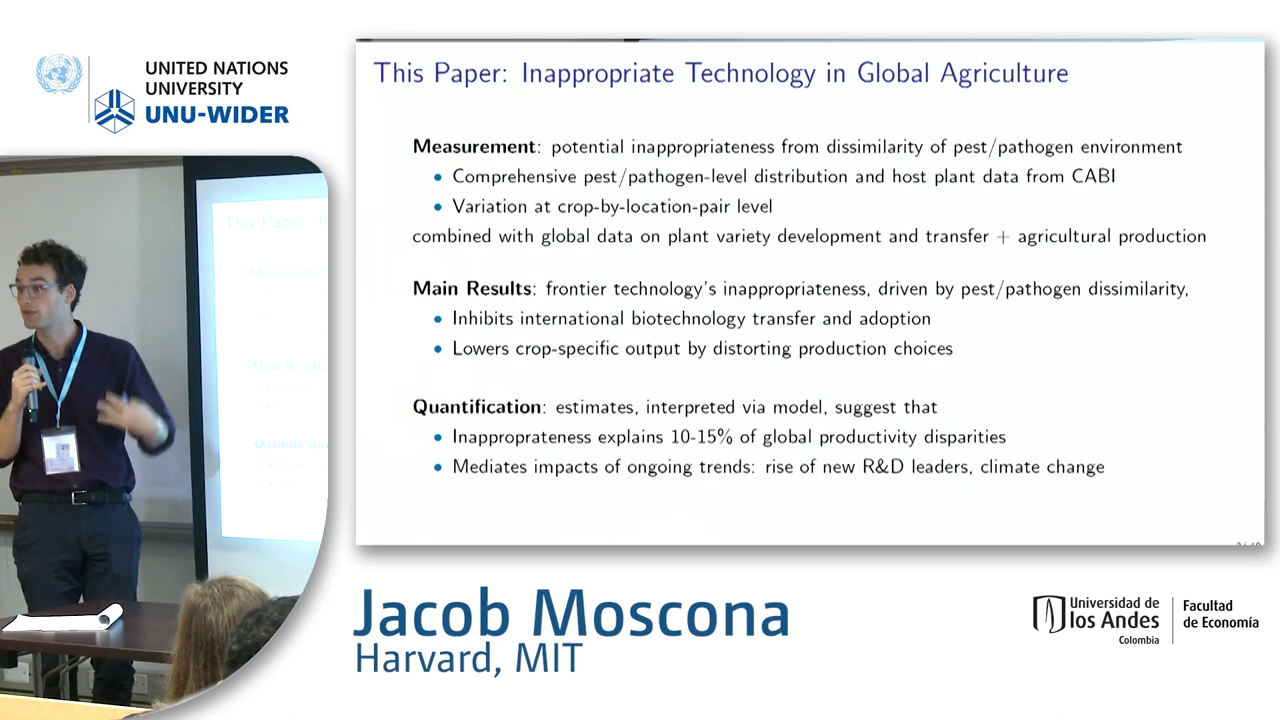 UNITED NATIONS
UNIVERSITY
UNU-WIDER
This Paper: Inappropriate Technology in Global Agriculture
Measurement: potential inappropriateness from dissimilarity of pest/pathogen environment
• Comprehensive pest/pathogen-level distribution and host plant data from CABI
• Variation at crop-by-location-pair level
combined with global data on plant variety development and transfer + agricultural production
Main Results: frontier technology's inappropriateness, driven by pest/pathogen dissimilarity,
• Inhibits international biotechnology transfer and adoption
• Lowers crop-specific output by distorting production choices
Quantification: estimates, interpreted via model, suggest that
• Inapproprateness explains 10-15% of global productivity disparities
• Mediates impacts of ongoing trends: rise of new R&D leaders, climate change
This Paper:
Main Results
Jacob Moscona
Harvard, MIT
Universidad de
los Andes
Colombia
Facultad
de Economía